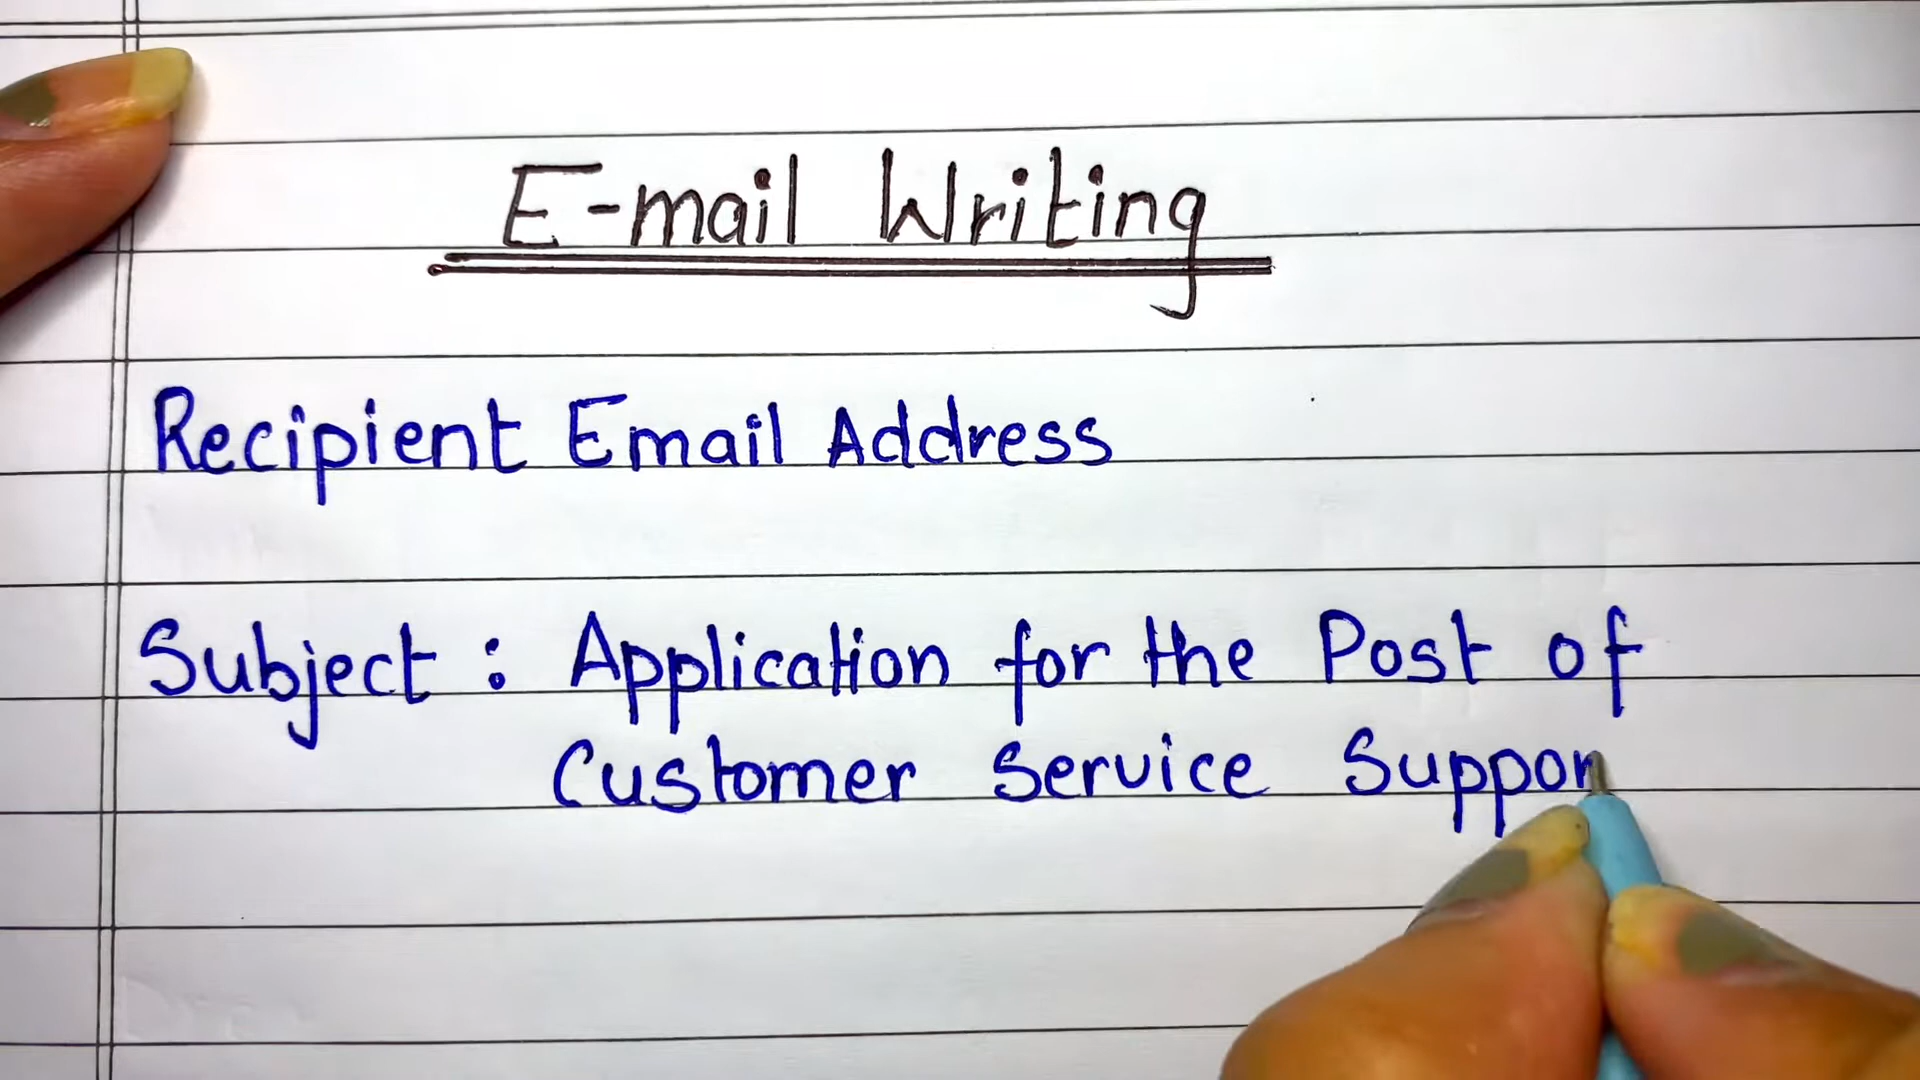 E-mail Writing
Recipient Email Address
Subject : Application for the Post of
Customer Service Suppor